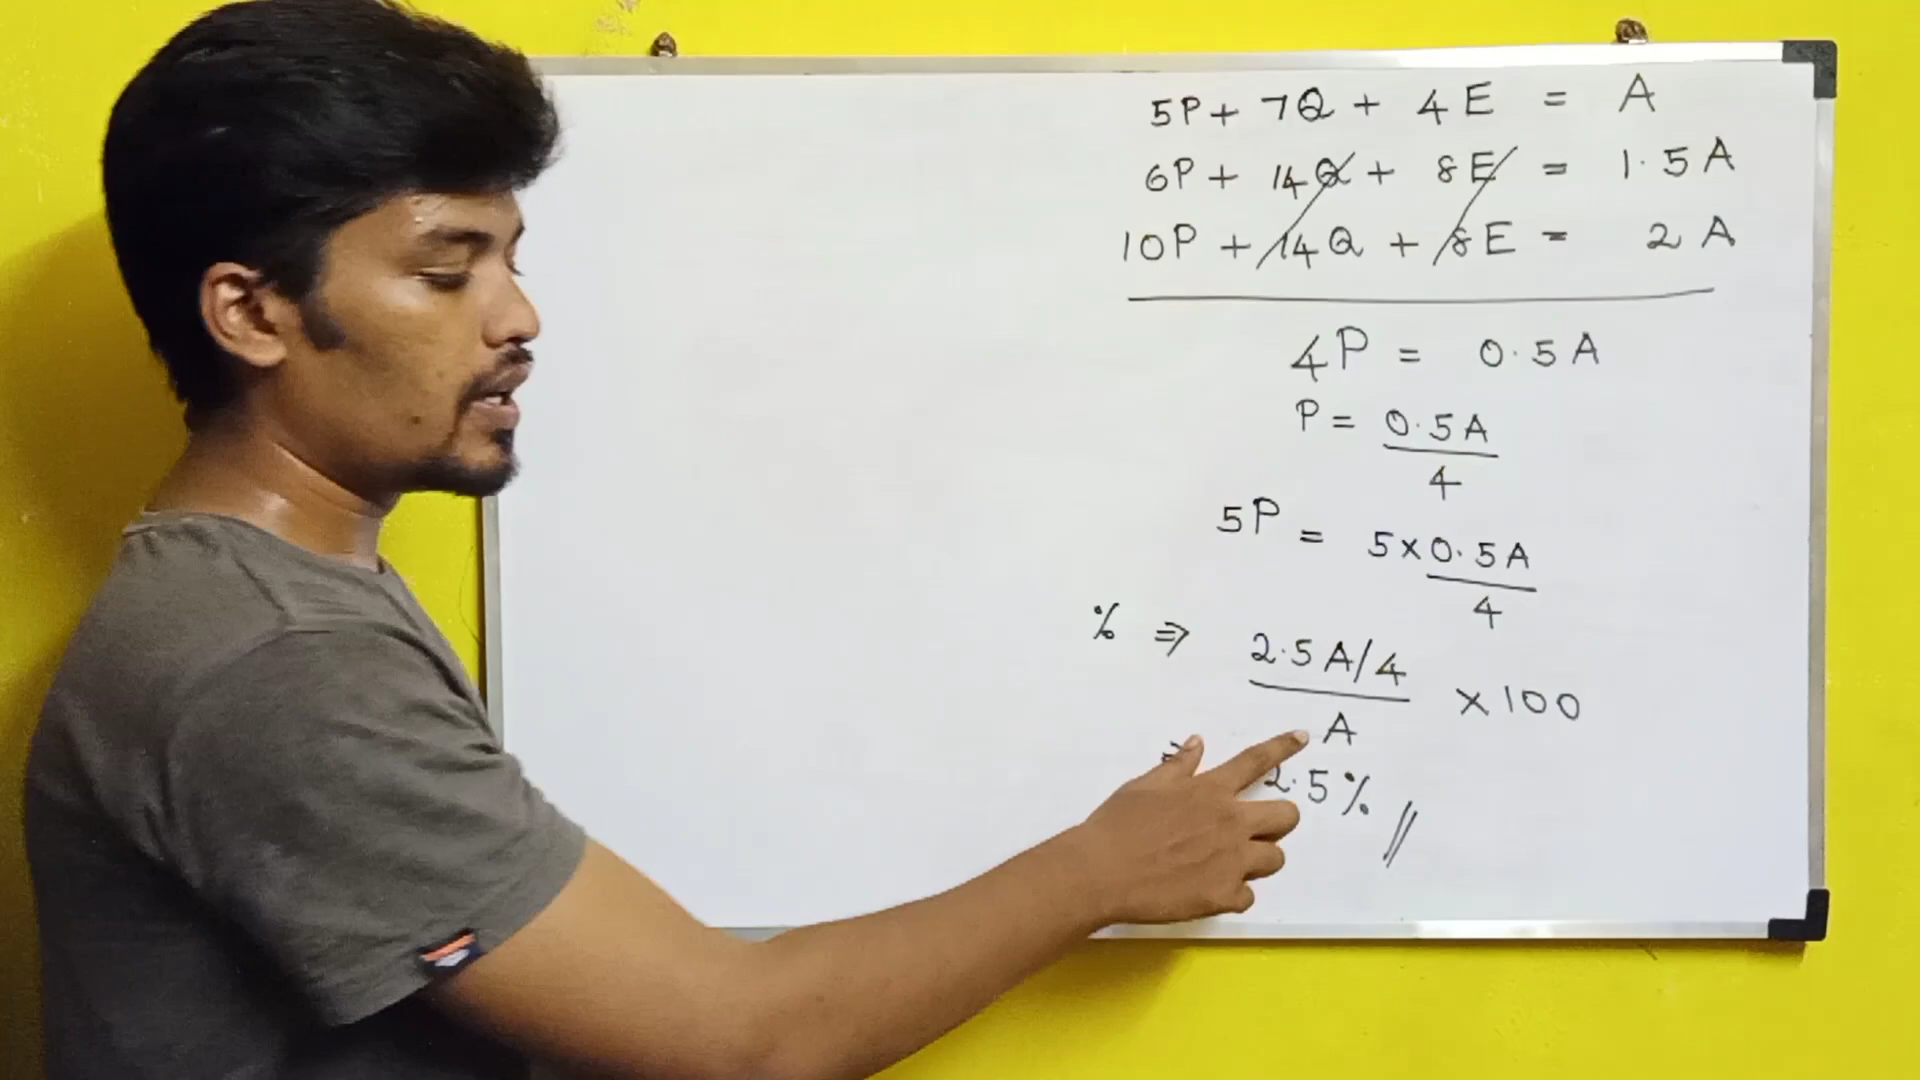 5P + 7Q + 4E = A
6P + 14Q + 8E = 1.5A
10P + 14Q + 8E = 2A
4P = 0.5A
P = 0.5A/4
5P = 5×0.5A/4
% ⇒ 2.5A/4 / A ×100
⇒ 2.5% //